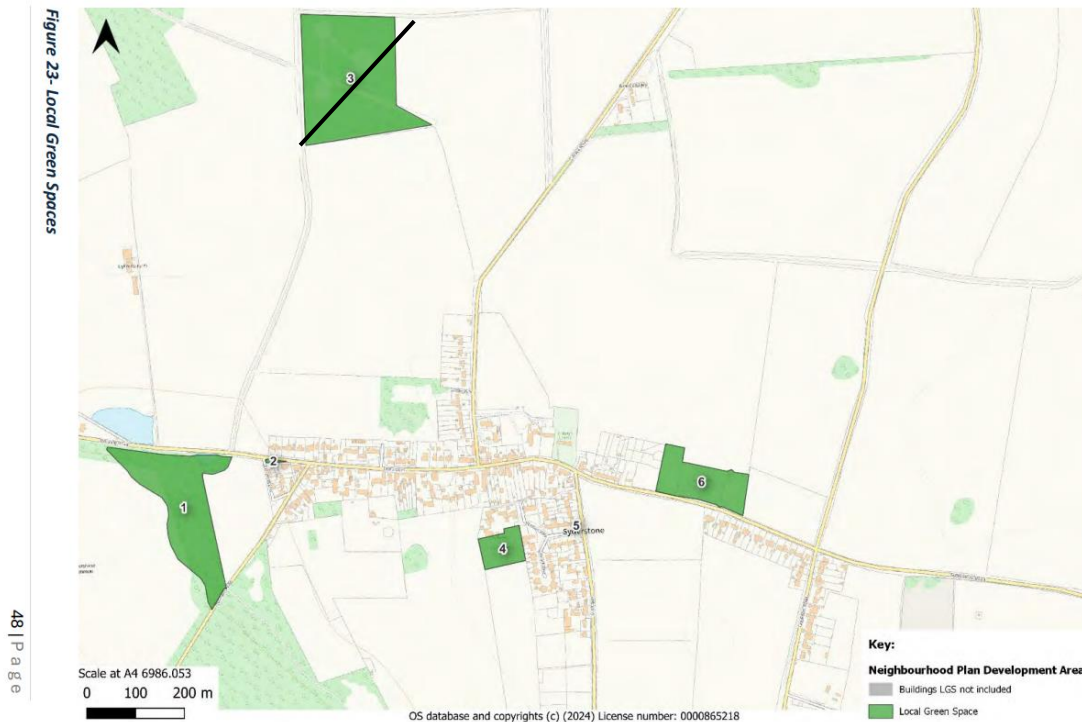 Figure 23- Local Green Spaces
3
2
1
6
5
Syderstone
4
Key:
Neighbourhood Plan Development Area
Buildings LGS not included
Local Green Space
Scale at A4 6986.053
0 100 200 m
OS database and copyrights (c) (2024) License number: 0000865218
48 | Page